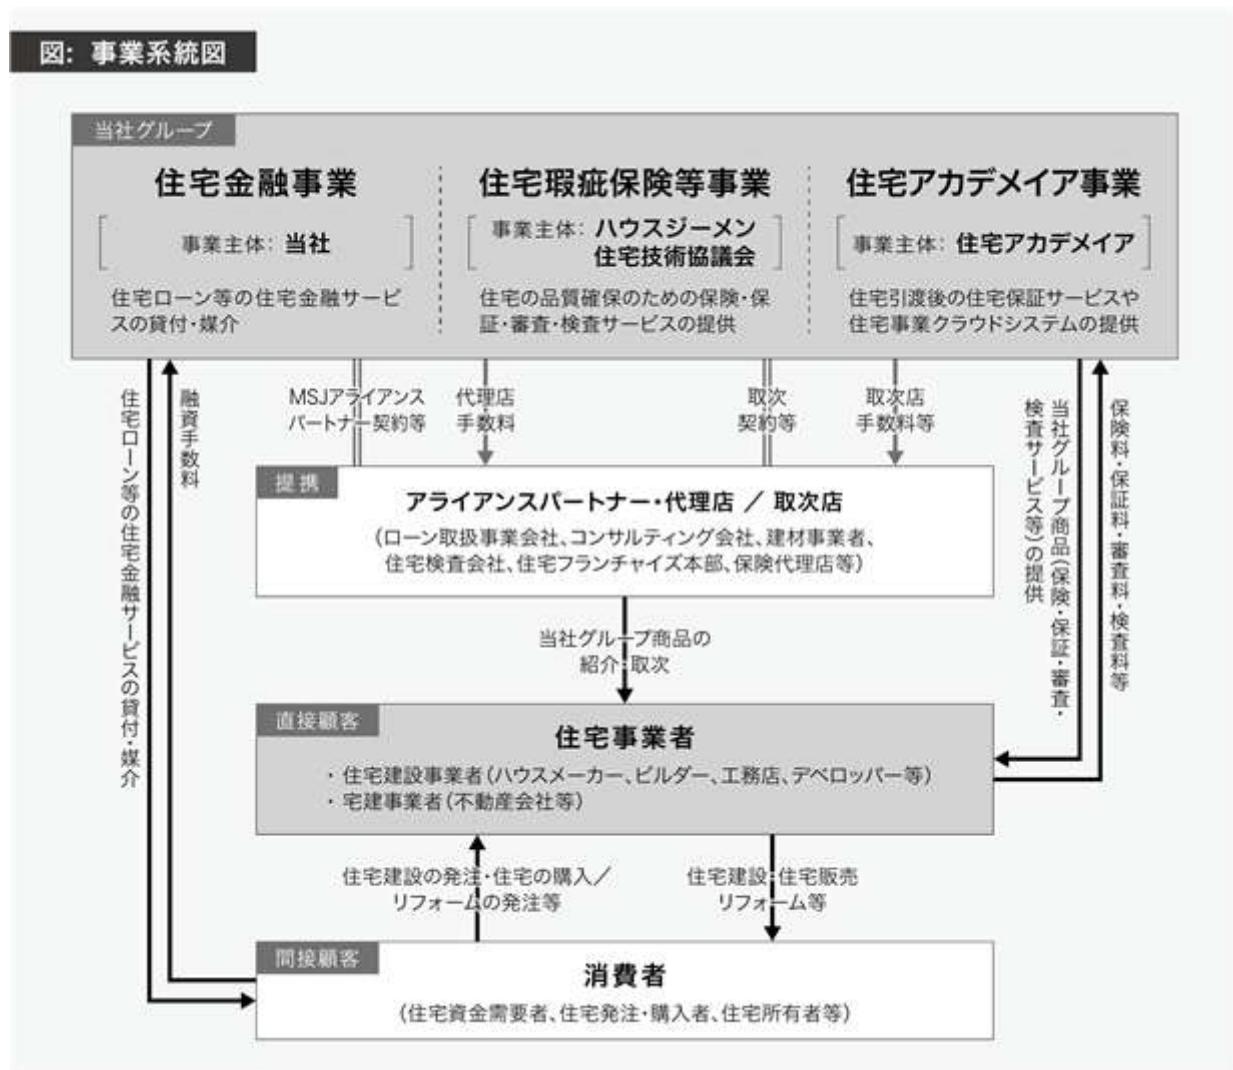 図: 事業系統図
当社グループ
住宅金融事業
事業主体: 当社
住宅ローン等の住宅金融サービ
スの貸付・媒介
住宅瑕疵保険等事業
事業主体: ハウスジーメン
住宅技術協議会
住宅の品質確保のための保険・保
証・審査・検査サービスの提供
住宅アカデメイア事業
事業主体: 住宅アカデメイア
住宅引渡後の住宅保証サービスや
住宅事業クラウドシステムの提供
住宅ローン等の住宅金融サービスの貸付・媒介
融資手数料
MSJアライアンス
パートナー契約等
代理店
手数料
取次
契約等
取次店
手数料等
当社グループ商品(保険・保証・審査・
検査サービス等)の提供
保険料・保証料・審査料・検査料等
提携
アライアンスパートナー・代理店 / 取次店
(ローン取扱事業会社、コンサルティング会社、建材事業者、
住宅検査会社、住宅フランチャイズ本部、保険代理店等)
当社グループ商品の
紹介・取次
直接顧客
住宅事業者
・住宅建設事業者(ハウスメーカー、ビルダー、工務店、デベロッパー等)
・宅建事業者(不動産会社等)
住宅建設の発注・住宅の購入/
リフォームの発注等
住宅建設・住宅販売
リフォーム等
間接顧客
消費者
(住宅資金需要者、住宅発注・購入者、住宅所有者等)